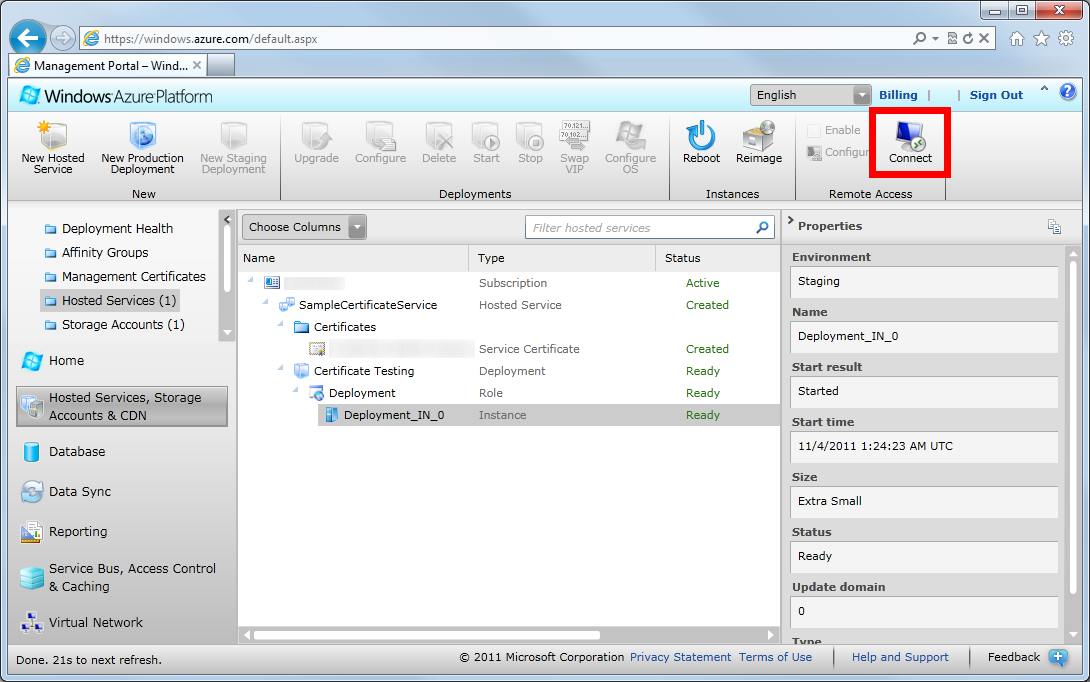 https://windows.azure.com/default.aspx
Management Portal – Wind...
Windows Azure Platform
English
Billing | | Sign Out
New Hosted Service
New Production Deployment
New Staging Deployment
New
Upgrade
Configure
Delete
Start
Stop
70.121...
70.102...
Swap VIP
Configure OS
Deployments
Reboot
Reimage
Instances
Enable
Configur
Connect
Remote Access
Deployment Health
Affinity Groups
Management Certificates
Hosted Services (1)
Storage Accounts (1)
Home
Hosted Services, Storage
Accounts & CDN
Database
Data Sync
Reporting
Service Bus, Access Control
& Caching
Virtual Network
Choose Columns
Filter hosted services
Name Type Status
Subscription Active
SampleCertificateService Hosted Service Created
Certificates
Service Certificate Created
Certificate Testing Deployment Ready
Deployment Role Ready
Deployment_IN_0 Instance Ready
Properties
Environment
Staging
Name
Deployment_IN_0
Start result
Started
Start time
11/4/2011 1:24:23 AM UTC
Size
Extra Small
Status
Ready
Update domain
0
Type
Done. 21s to next refresh.
© 2011 Microsoft Corporation Privacy Statement Terms of Use
Help and Support
Feedback